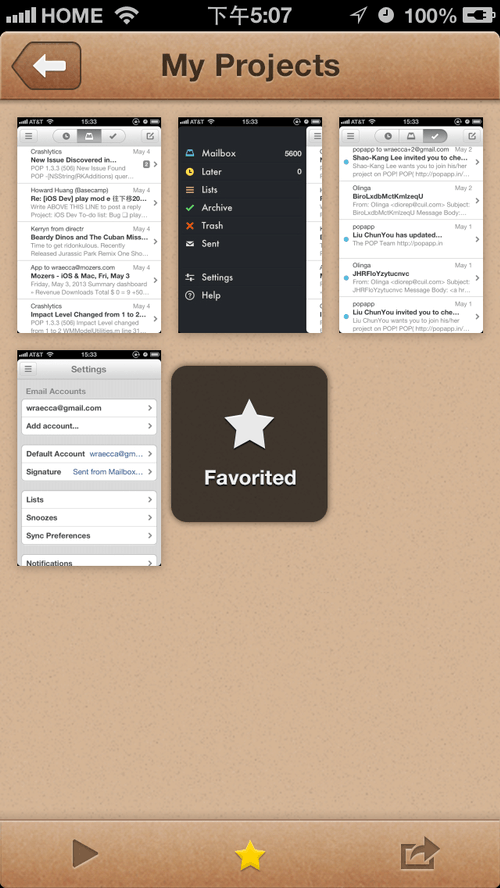 HOME 下午5:07 100%
My Projects
AT&T 15:33
Crashlytics May 4
New Issue Discovered in...
POP 1.3.3 (506) New Issue Found
POP -[NSString(RKAdditions) quer...
2
Howard Huang (Basecamp) May 4
Re: [iOS Dev] play mod e 往下移20...
Write ABOVE THIS LINE to post a reply
Project: iOS Dev To-do list: Bug (.) play...
Kerryn from directr May 4
Beardy Dinos and The Cuban Miss...
Time to get ridonkulous. Recently
Released Jurassic Park Remix One Sho...
App to wraecca@mozers.com May 4
Mozers - iOS & Mac, Fri, May 3
Friday, May 3, 2013 Summary dashboard
– Revenue Downloads Total $ 0 = 9 +50...
Crashlytics May 4
Impact Level Changed from 1 to 2...
POP 1.3.3 (506) Impact Level changed
from 1 to 2 WMModelUtilities.m line 31
AT&T 15:33
Mailbox 5600
Later 0
Lists
Archive
Trash
Sent
Settings
Help
AT&T 15:33
popapp to wraecca+2@gmail.com May 2
Shao-Kang Lee invited you to che...
Shao-Kang Lee wants you to join his/her
project on POP! POP( http://popapp.in/
Olinga May 2
BiroLxdbMctKmlzeqU
From: Olinga <diorep@cuil.com> Subject:
BiroLxdbMctKmlzeqU Message Body:...
popapp May 1
Liu ChunYou has updated...
The POP Team http://popapp.in
Olinga May 1
JHRFloYzytucnvc
From: Olinga <diorep@cuil.com> Subject:
JHRFloYzytucnvc Message Body: <a hr...
popapp May 1
Liu ChunYou invited you to che...
Liu ChunYou wants you to join his/her
project on POP! POP( http://popapp.in/
AT&T 15:33
Settings
Email Accounts
wraecca@gmail.com
Add account...
Default Account wraecca@gm...
Signature Sent from Mailbox...
Lists
Snoozes
Sync Preferences
Notifications
Favorited